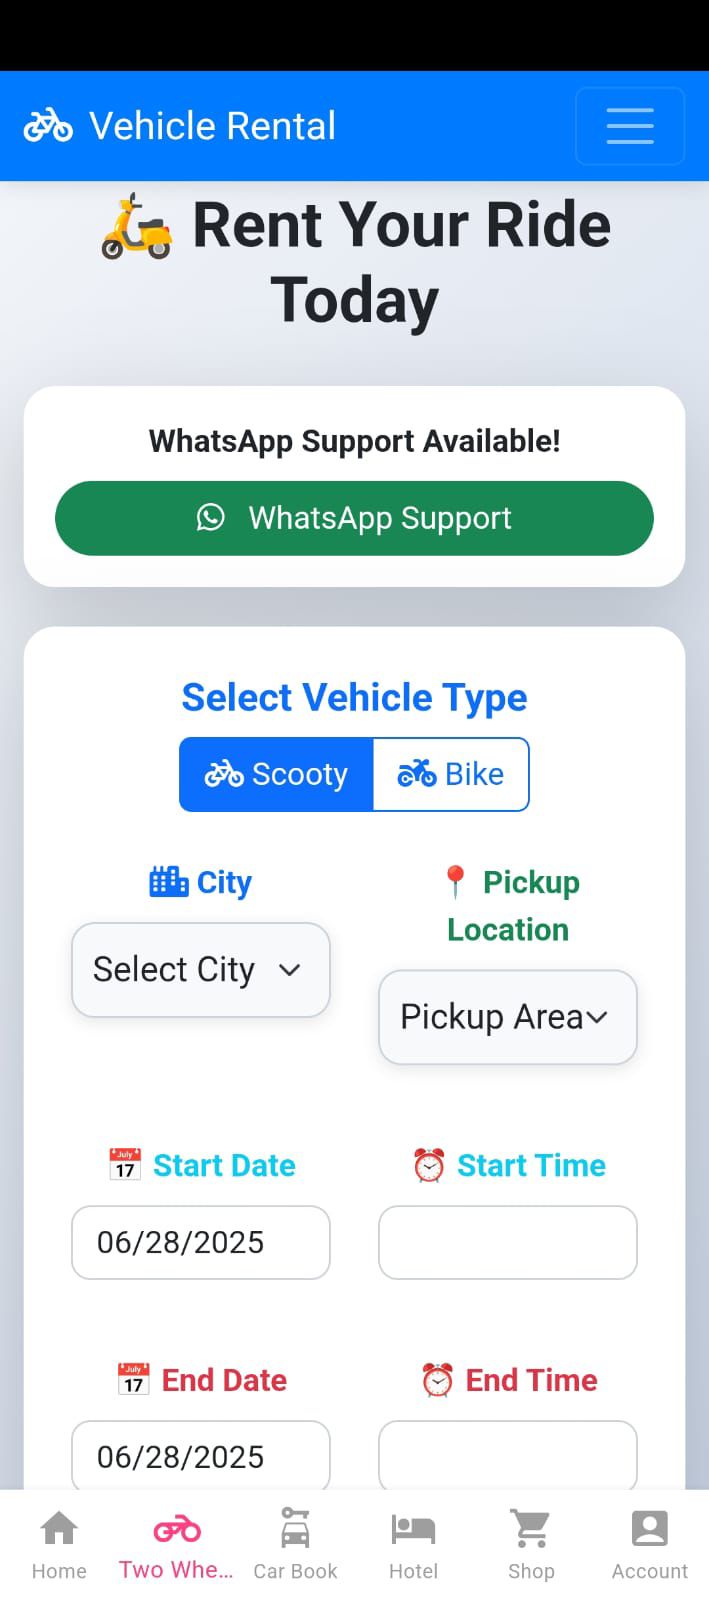 Vehicle Rental
🛵 Rent Your Ride
Today
WhatsApp Support Available!
WhatsApp Support
Select Vehicle Type
Scooty
Bike
City
📍 Pickup
Location
Select City
Pickup Area
📅 Start Date
⏰ Start Time
06/28/2025
📅 End Date
⏰ End Time
06/28/2025
Home
Two Whe...
Car Book
Hotel
Shop
Account